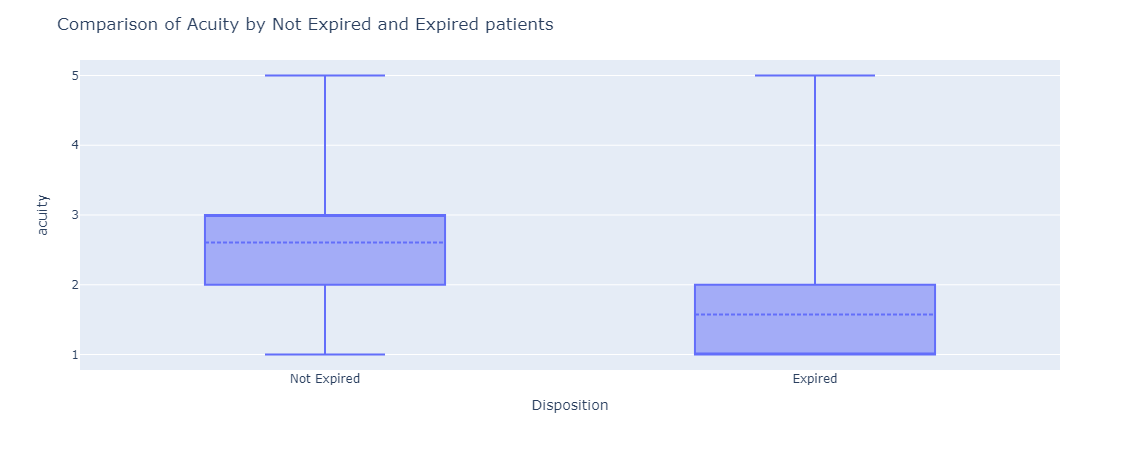 Comparison of Acuity by Not Expired and Expired patients
5
4
3
2
1
acuity
Not Expired
Expired
Disposition